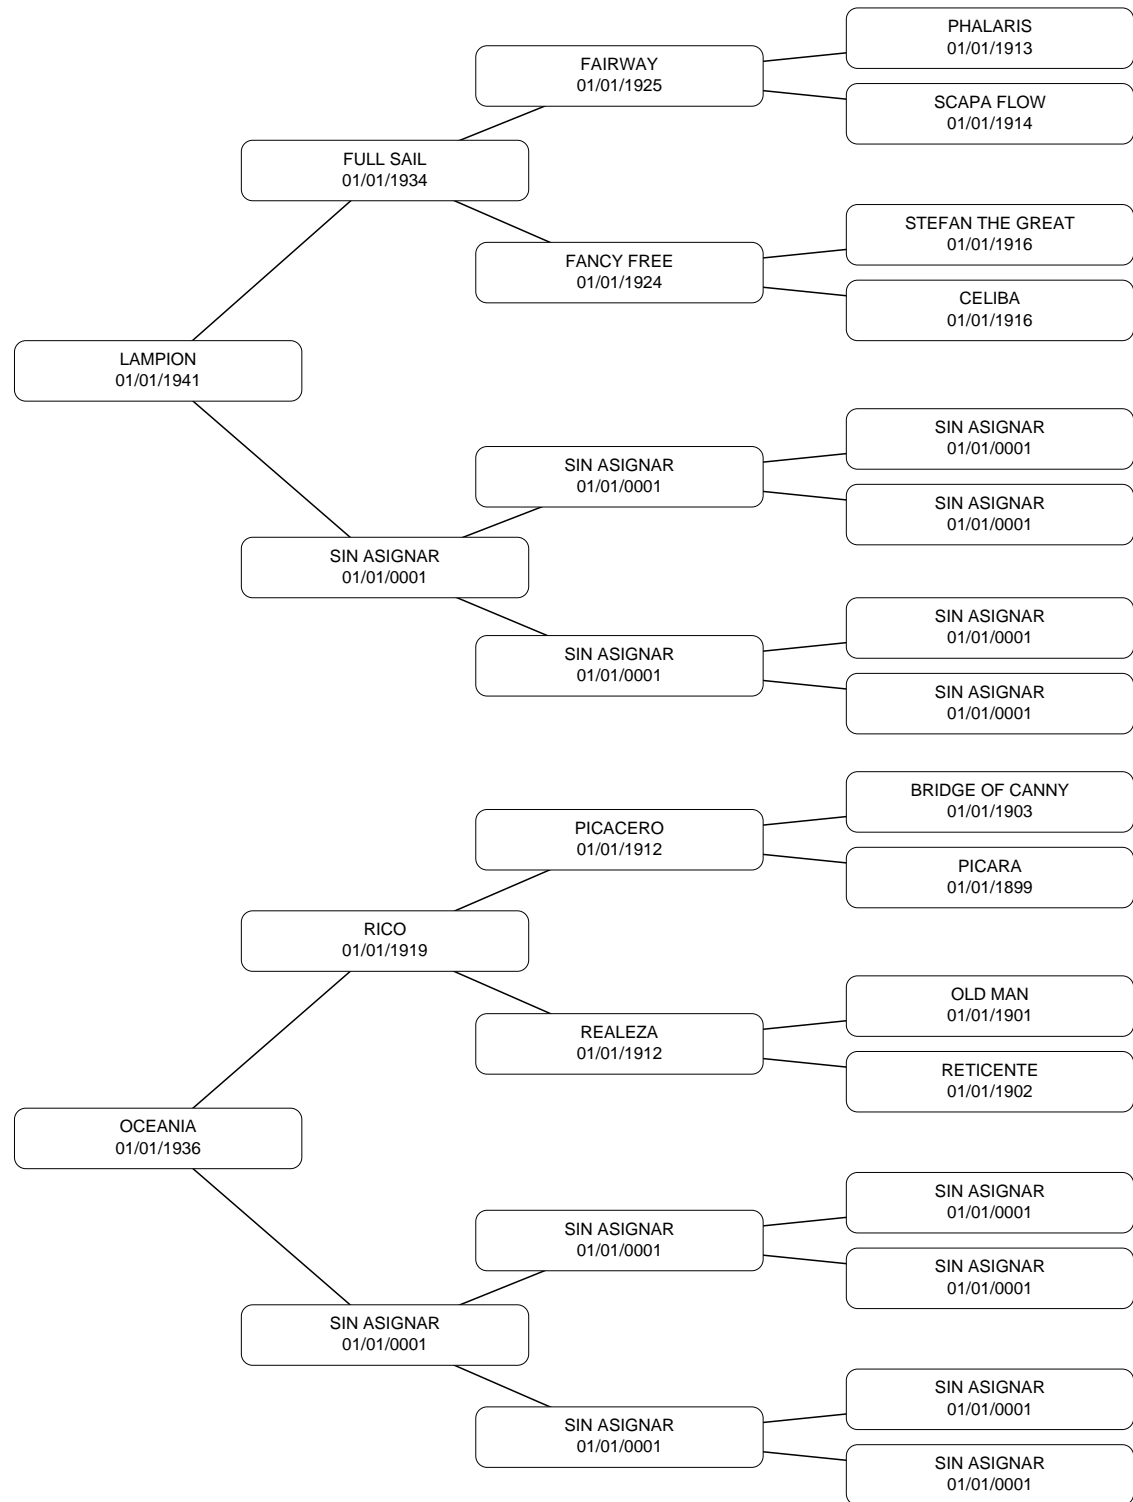 PHALARIS
01/01/1913
FAIRWAY
01/01/1925
SCAPA FLOW
01/01/1914
FULL SAIL
01/01/1934
STEFAN THE GREAT
01/01/1916
FANCY FREE
01/01/1924
CELIBA
01/01/1916
LAMPION
01/01/1941
SIN ASIGNAR
01/01/0001
SIN ASIGNAR
01/01/0001
SIN ASIGNAR
01/01/0001
SIN ASIGNAR
01/01/0001
SIN ASIGNAR
01/01/0001
SIN ASIGNAR
01/01/0001
SIN ASIGNAR
01/01/0001
BRIDGE OF CANNY
01/01/1903
PICACERO
01/01/1912
PICARA
01/01/1899
RICO
01/01/1919
OLD MAN
01/01/1901
REALEZA
01/01/1912
RETICENTE
01/01/1902
OCEANIA
01/01/1936
SIN ASIGNAR
01/01/0001
SIN ASIGNAR
01/01/0001
SIN ASIGNAR
01/01/0001
SIN ASIGNAR
01/01/0001
SIN ASIGNAR
01/01/0001
SIN ASIGNAR
01/01/0001
SIN ASIGNAR
01/01/0001